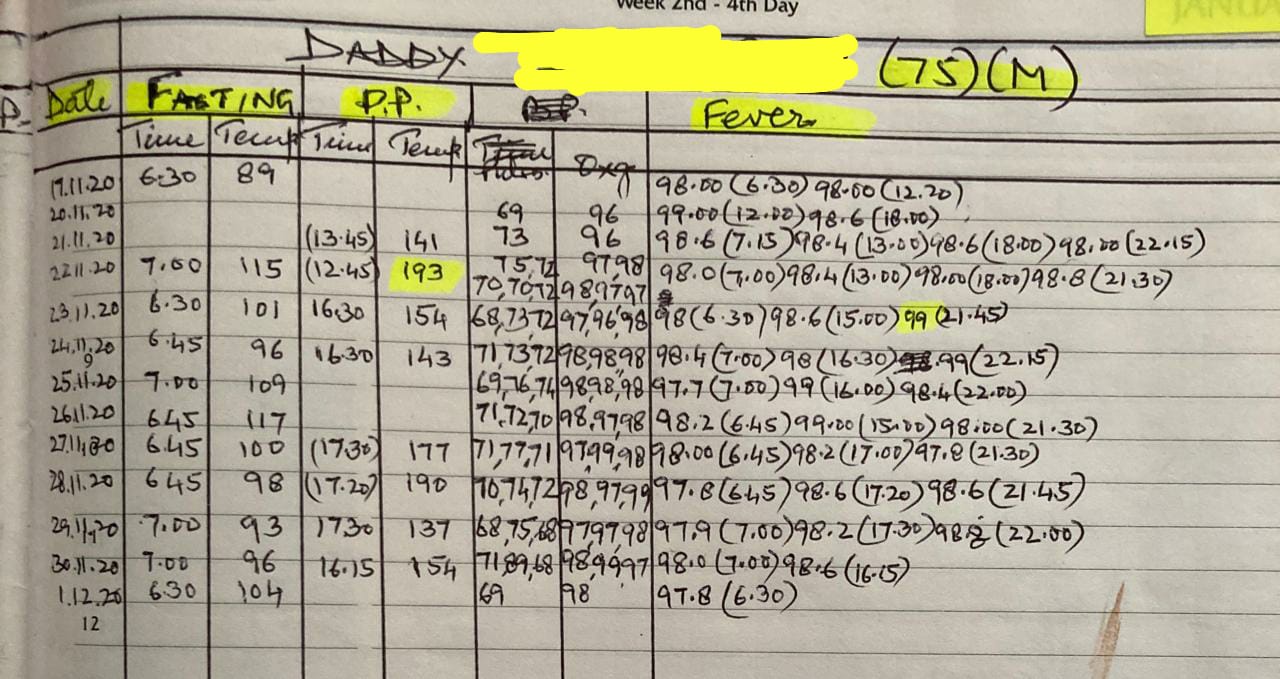 Week 2nd - 4th Day
JANUA
DADDY (75) (M)
P. Date FASTING P.P. Fever
Time Temp Time Temp Oxg
19.11.20 6.30 89 98.00 (6.30) 98.00 (12.20)
20.11.20 69 96 99.00 (12.00) 98.6 (18.00)
21.11.20 (13.45) 141 73 96 98.6 (7.15) 98.4 (13.00) 98.6 (18.00) 98.00 (22.15)
22.11.20 7.00 115 (12.45) 193 75,72 97,98 98.0 (7.00) 98.4 (13.00) 98.00 (18.00) 98.8 (21.30)
70,70,72 98,97,97
23.11.20 6.30 101 16.30 154 68,73,72 97,96,98 98 (6.30) 98.6 (15.00) 99 (21.45)
24.11.20 6.45 96 16.30 143 71,73,72 98,98,98 98.4 (7.00) 98 (16.30) 99 (22.15)
9
25.11.20 7.00 109 69,76,74 98,98,98 97.7 (7.00) 99 (16.00) 98.4 (22.00)
26.11.20 6.45 117 71,72,70 98,97,98 98.2 (6.45) 99.00 (15.00) 98.00 (21.30)
27.11.20 6.45 100 (17.30) 177 71,77,71 97,99,98 98.00 (6.45) 98.2 (17.00) 97.8 (21.30)
28.11.20 6.45 98 (17.20) 190 70,74,72 98,97,99 97.8 (6.45) 98.6 (17.20) 98.6 (21.45)
29.11.20 7.00 93 17.30 137 68,75,68 97,97,98 97.9 (7.00) 98.2 (17.30) (22.00)
30.11.20 7.00 96 16.15 154 71,89,68 98,99,97 98.0 (7.00) 98.6 (16.15)
1.12.20 6.30 104 69 98 97.8 (6.30)
12